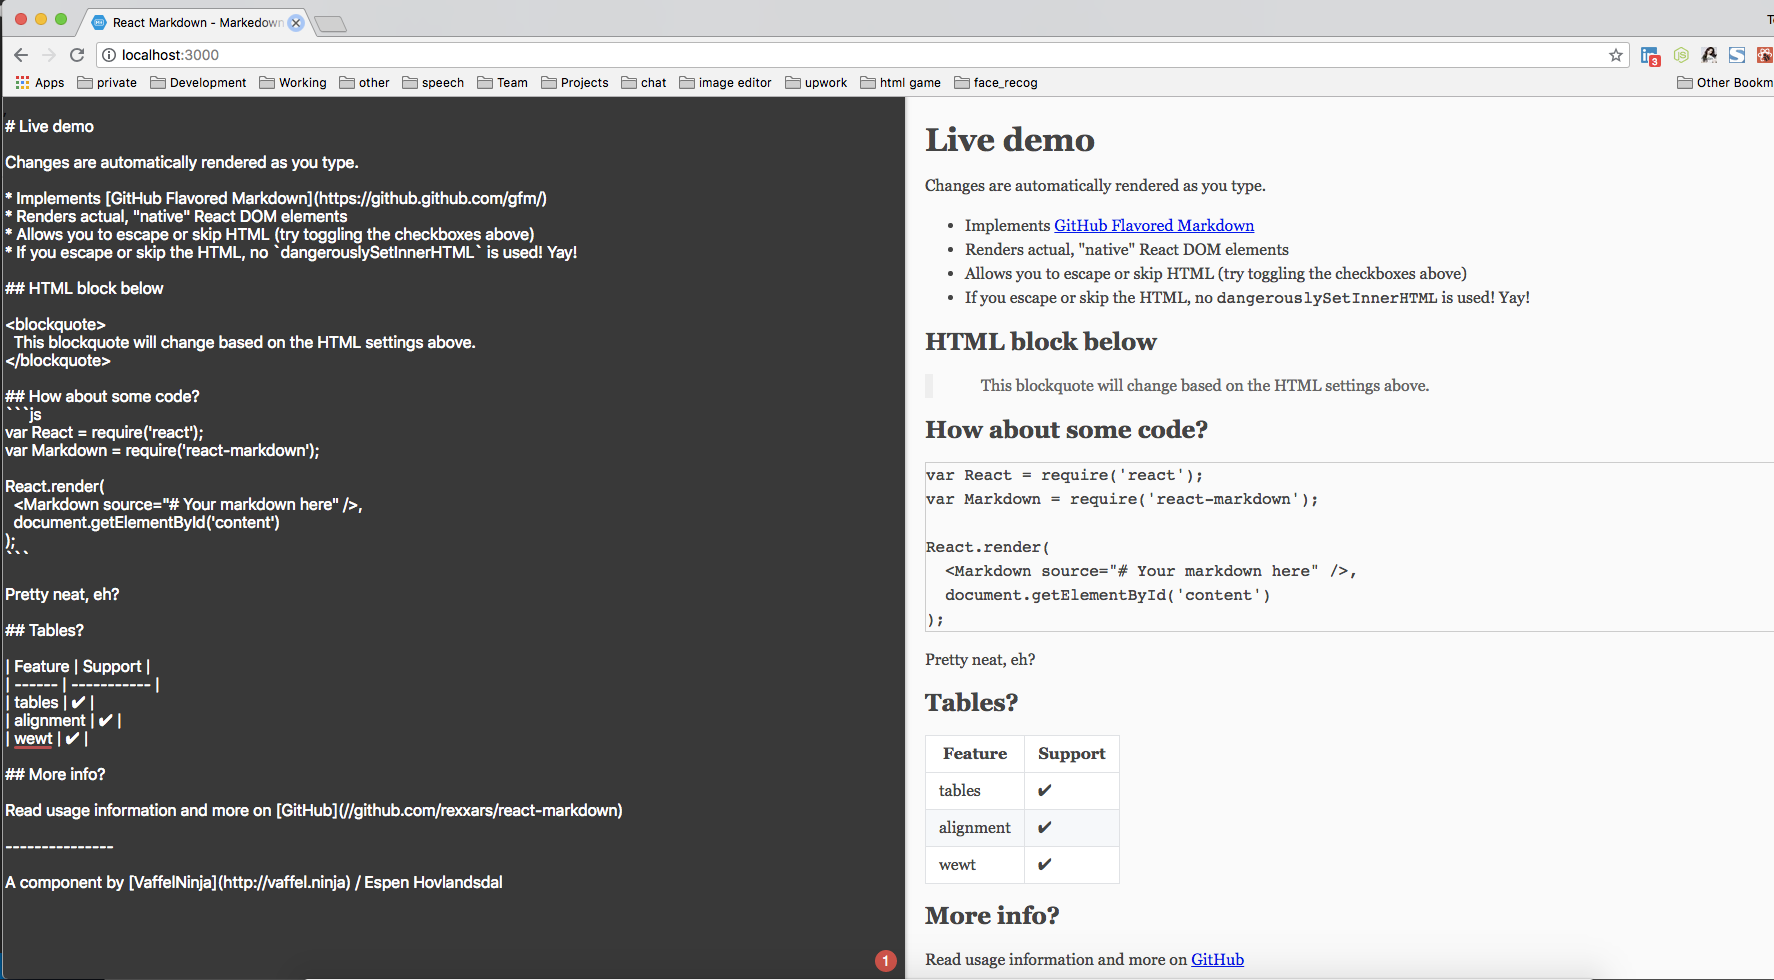 React Markdown - Markedown
localhost:3000
3
Apps private Development Working other speech Team Projects chat image editor upwork html game face_recog Other Bookm
# Live demo
Changes are automatically rendered as you type.
* Implements [GitHub Flavored Markdown](https://github.github.com/gfm/)
* Renders actual, "native" React DOM elements
* Allows you to escape or skip HTML (try toggling the checkboxes above)
* If you escape or skip the HTML, no `dangerouslySetInnerHTML` is used! Yay!
## HTML block below
<blockquote>
This blockquote will change based on the HTML settings above.
</blockquote>
## How about some code?
```js
var React = require('react');
var Markdown = require('react-markdown');
React.render(
<Markdown source="# Your markdown here" />,
document.getElementById('content')
);
```
Pretty neat, eh?
## Tables?
| Feature | Support |
| ------ | ----------- |
| tables | ✔ |
| alignment | ✔ |
| wewt | ✔ |
## More info?
Read usage information and more on [GitHub](//github.com/rexxars/react-markdown)
---------------
A component by [VaffelNinja](http://vaffel.ninja) / Espen Hovlandsdal
1
Live demo
Changes are automatically rendered as you type.
• Implements GitHub Flavored Markdown
• Renders actual, "native" React DOM elements
• Allows you to escape or skip HTML (try toggling the checkboxes above)
• If you escape or skip the HTML, no dangerouslySetInnerHTML is used! Yay!
HTML block below
This blockquote will change based on the HTML settings above.
How about some code?
var React = require('react');
var Markdown = require('react-markdown');
React.render(
<Markdown source="# Your markdown here" />,
document.getElementById('content')
);
Pretty neat, eh?
Tables?
Feature Support
tables ✔
alignment ✔
wewt ✔
More info?
Read usage information and more on GitHub